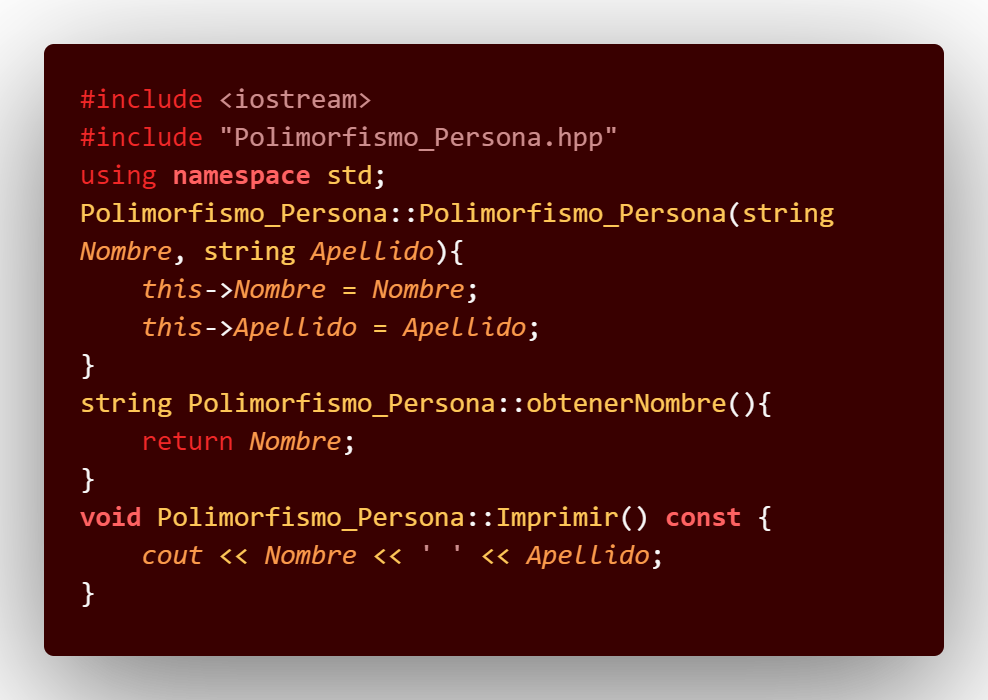 #include <iostream>
#include "Polimorfismo_Persona.hpp"
using namespace std;
Polimorfismo_Persona::Polimorfismo_Persona(string
Nombre, string Apellido){
    this->Nombre = Nombre;
    this->Apellido = Apellido;
}
string Polimorfismo_Persona::obtenerNombre(){
    return Nombre;
}
void Polimorfismo_Persona::Imprimir() const {
    cout << Nombre << ' ' << Apellido;
}